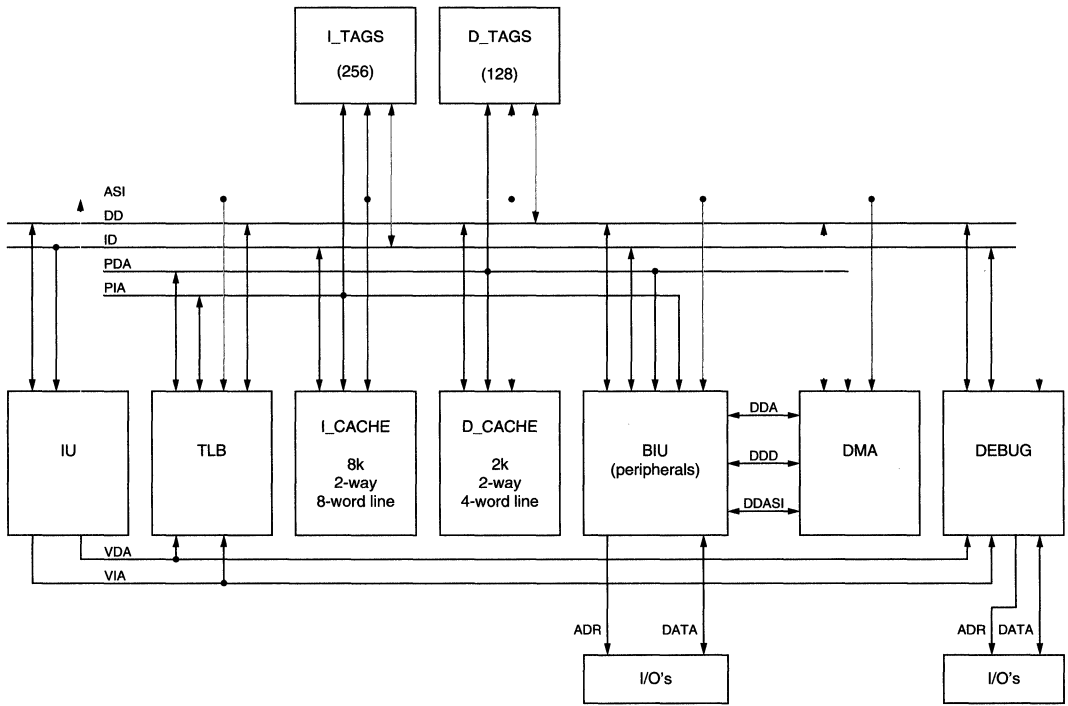 I_TAGS
(256)
D_TAGS
(128)
ASI
DD
ID
PDA
PIA
IU
TLB
I_CACHE
8k
2-way
8-word line
D_CACHE
2k
2-way
4-word line
BIU
(peripherals)
DDA
DDD
DDASI
DMA
DEBUG
VDA
VIA
ADR
DATA
ADR
DATA
I/O's
I/O's